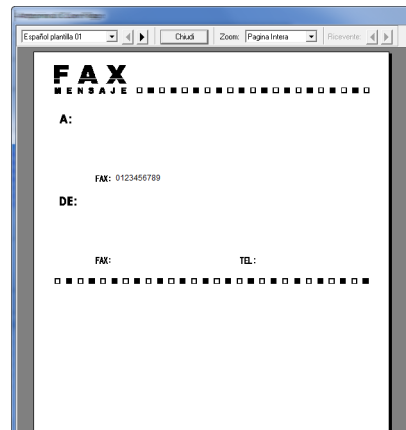 Español plantilla 01 Chiudi Zoom: Pagina Intera Ricevente:
FAX
MENSAJE
A:
FAX: 0123456789
DE:
FAX: TEL: